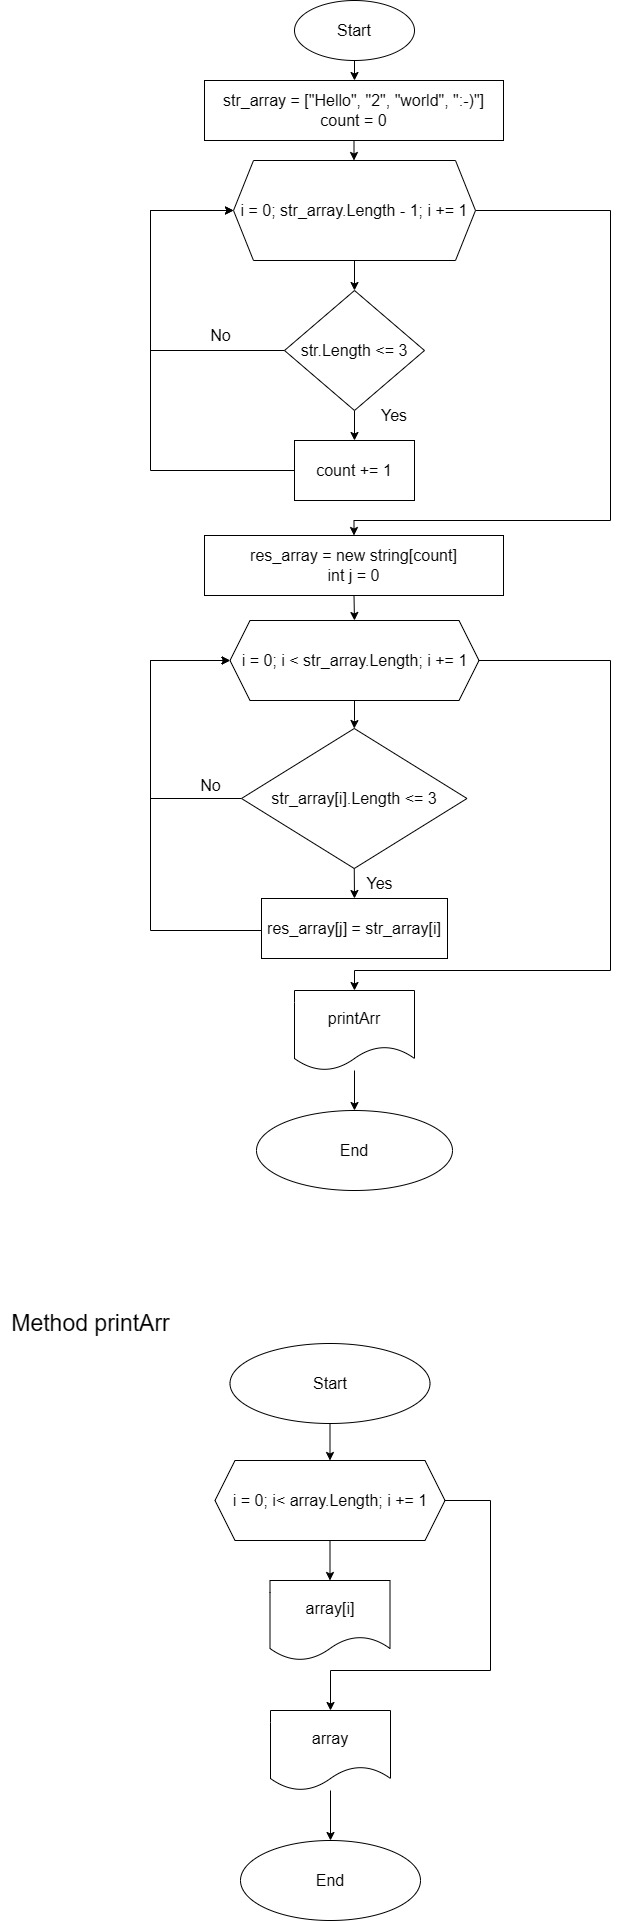 Start
str_array = ["Hello", "2", "world", ":-)"]
count = 0
i = 0; str_array.Length - 1; i += 1
No
str.Length <= 3
Yes
count += 1
res_array = new string[count]
int j = 0
i = 0; i < str_array.Length; i += 1
No
str_array[i].Length <= 3
Yes
res_array[j] = str_array[i]
printArr
End
Method printArr
Start
i = 0; i< array.Length; i += 1
array[i]
array
End